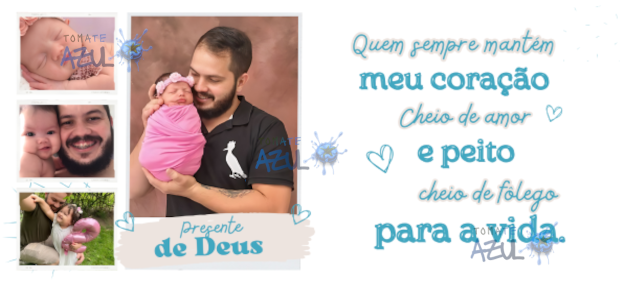 TOMATE
AZUL
ATE
AZUL
Presente
de Deus
Quem sempre mantém
meu coração
Cheio de amor
e peito
cheio de fôlego
para a vida.
TOMATE
AZUL